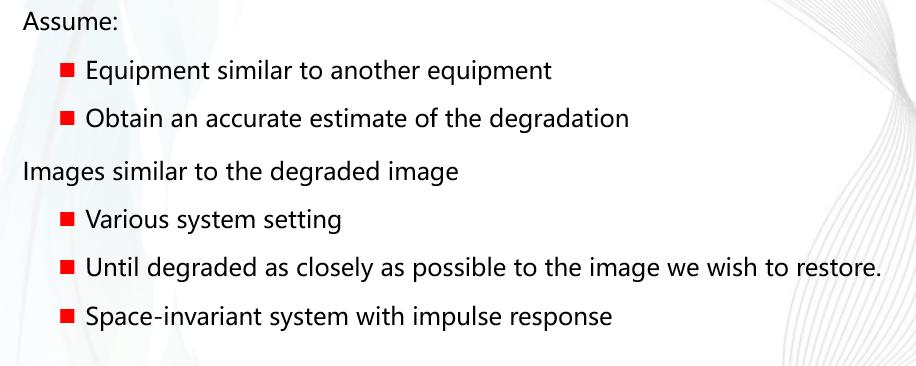 Assume:
Equipment similar to another equipment
Obtain an accurate estimate of the degradation
Images similar to the degraded image
Various system setting
Until degraded as closely as possible to the image we wish to restore.
Space-invariant system with impulse response